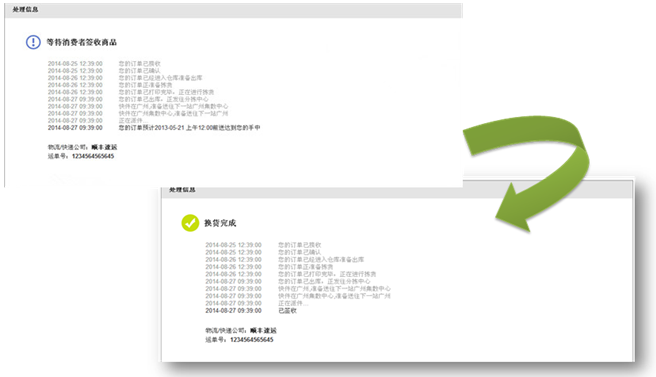 处理信息
等待消费者签收商品
2014-08-25 12:39:00 您的订单已接收
2014-08-25 12:39:00 您的订单已确认
2014-08-26 12:39:00 您的订单已经进入仓库准备出库
2014-08-26 12:39:00 您的订单正准备拣货
2014-08-26 12:39:00 您的订单已打印完毕，正在进行拣货
2014-08-27 09:39:00 您的订单已出库，正发往分拣中心
2014-08-27 09:39:00 快件在广州,准备送往下一站广州集散中心
2014-08-27 09:39:00 快件在广州集散中心,准备送往下一站广州
2014-08-27 09:39:00 正在派件...
2014-08-27 09:39:00 您的订单预计2013-05-21 上午12:00能送达到您的手中
物流/快递公司：顺丰速运
运单号：1234564565645
处理信息
换货完成
2014-08-25 12:39:00 您的订单已接收
2014-08-25 12:39:00 您的订单已确认
2014-08-26 12:39:00 您的订单已经进入仓库准备出库
2014-08-26 12:39:00 您的订单正准备拣货
2014-08-26 12:39:00 您的订单已打印完毕，正在进行拣货
2014-08-27 09:39:00 您的订单已出库，正发往分拣中心
2014-08-27 09:39:00 快件在广州,准备送往下一站广州集散中心
2014-08-27 09:39:00 快件在广州集散中心,准备送往下一站广州
2014-08-27 09:39:00 正在派件...
2014-08-27 09:39:00 已签收
物流/快递公司：顺丰速运
运单号：1234564565645